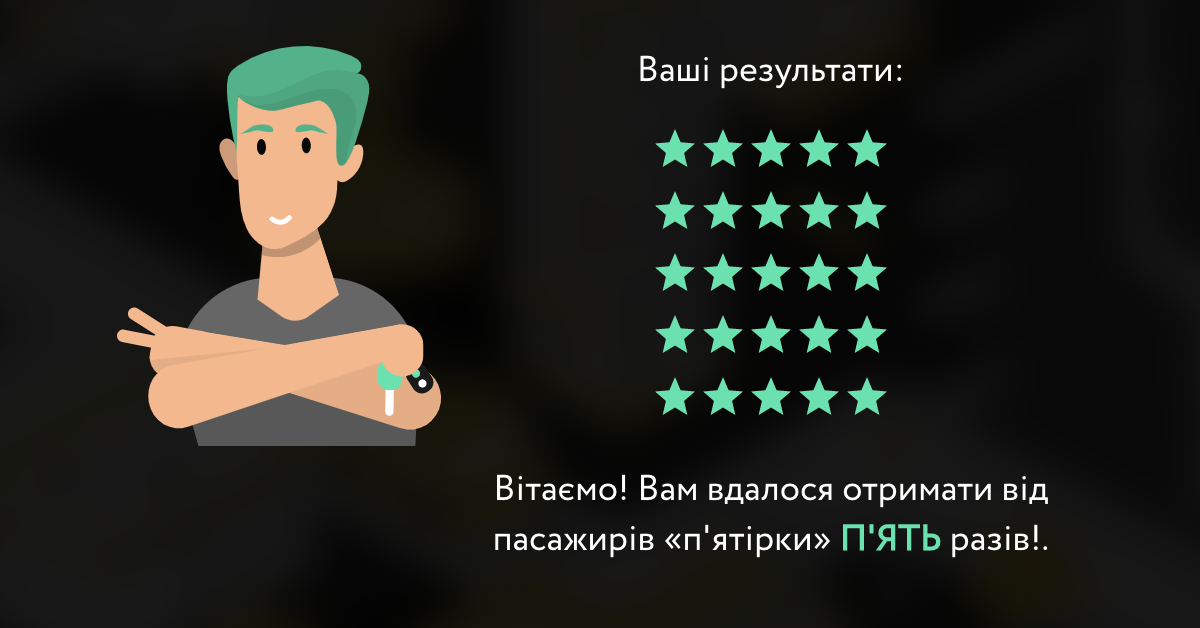 Ваші результати:
Вітаємо! Вам вдалося отримати від
пасажирів «п'ятірки» П'ЯТЬ разів!.